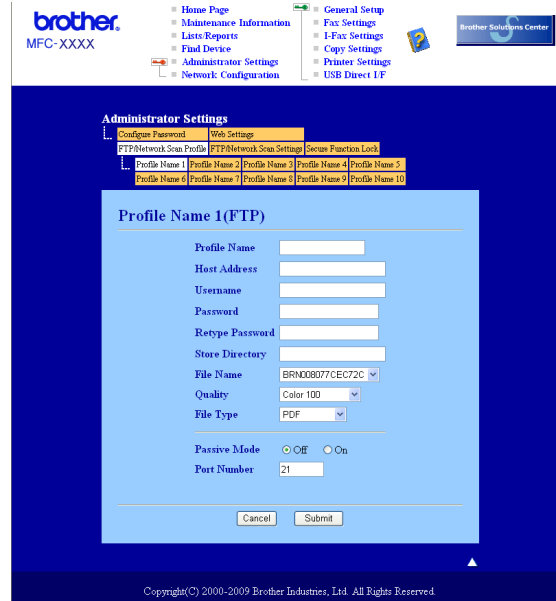 brother.
MFC-XXXX
Home Page
Maintenance Information
Lists/Reports
Find Device
Administrator Settings
Network Configuration
General Setup
Fax Settings
I-Fax Settings
Copy Settings
Printer Settings
USB Direct I/F
Brother Solutions Center
Administrator Settings
Configure Password Web Settings
FTP/Network Scan Profile FTP/Network Scan Settings Secure Function Lock
Profile Name 1 Profile Name 2 Profile Name 3 Profile Name 4 Profile Name 5
Profile Name 6 Profile Name 7 Profile Name 8 Profile Name 9 Profile Name 10
Profile Name 1(FTP)
Profile Name
Host Address
Username
Password
Retype Password
Store Directory
File Name BRN008077CEC72C
Quality Color 100
File Type PDF
Passive Mode Off On
Port Number 21
Cancel Submit
Copyright(C) 2000-2009 Brother Industries, Ltd. All Rights Reserved.